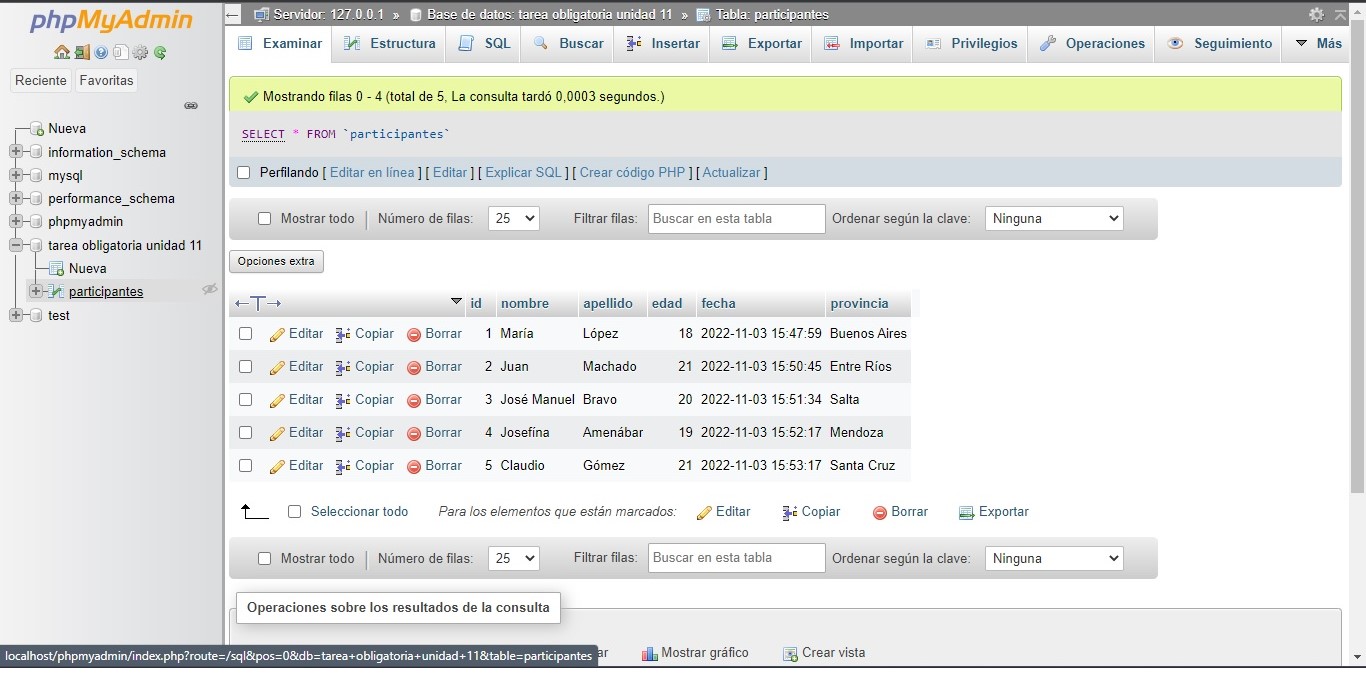 phpMyAdmin
Reciente Favoritas
Nueva
information_schema
mysql
performance_schema
phpmyadmin
tarea obligatoria unidad 11
Nueva
participantes
test
Servidor: 127.0.0.1 » Base de datos: tarea obligatoria unidad 11 » Tabla: participantes
Examinar Estructura SQL Buscar Insertar Exportar Importar Privilegios Operaciones Seguimiento Más
Mostrando filas 0 - 4 (total de 5, La consulta tardó 0,0003 segundos.)
SELECT * FROM `participantes`
Perfilando [ Editar en línea ] [ Editar ] [ Explicar SQL ] [ Crear código PHP ] [ Actualizar ]
Mostrar todo Número de filas: 25 Filtrar filas: Buscar en esta tabla Ordenar según la clave: Ninguna
Opciones extra
←T→ id nombre apellido edad fecha provincia
Editar Copiar Borrar 1 María López 18 2022-11-03 15:47:59 Buenos Aires
Editar Copiar Borrar 2 Juan Machado 21 2022-11-03 15:50:45 Entre Ríos
Editar Copiar Borrar 3 José Manuel Bravo 20 2022-11-03 15:51:34 Salta
Editar Copiar Borrar 4 Josefína Amenábar 19 2022-11-03 15:52:17 Mendoza
Editar Copiar Borrar 5 Claudio Gómez 21 2022-11-03 15:53:17 Santa Cruz
Seleccionar todo Para los elementos que están marcados: Editar Copiar Borrar Exportar
Mostrar todo Número de filas: 25 Filtrar filas: Buscar en esta tabla Ordenar según la clave: Ninguna
Operaciones sobre los resultados de la consulta
Mostrar gráfico Crear vista
localhost/phpmyadmin/index.php?route=/sql&pos=0&db=tarea+obligatoria+unidad+11&table=participantes